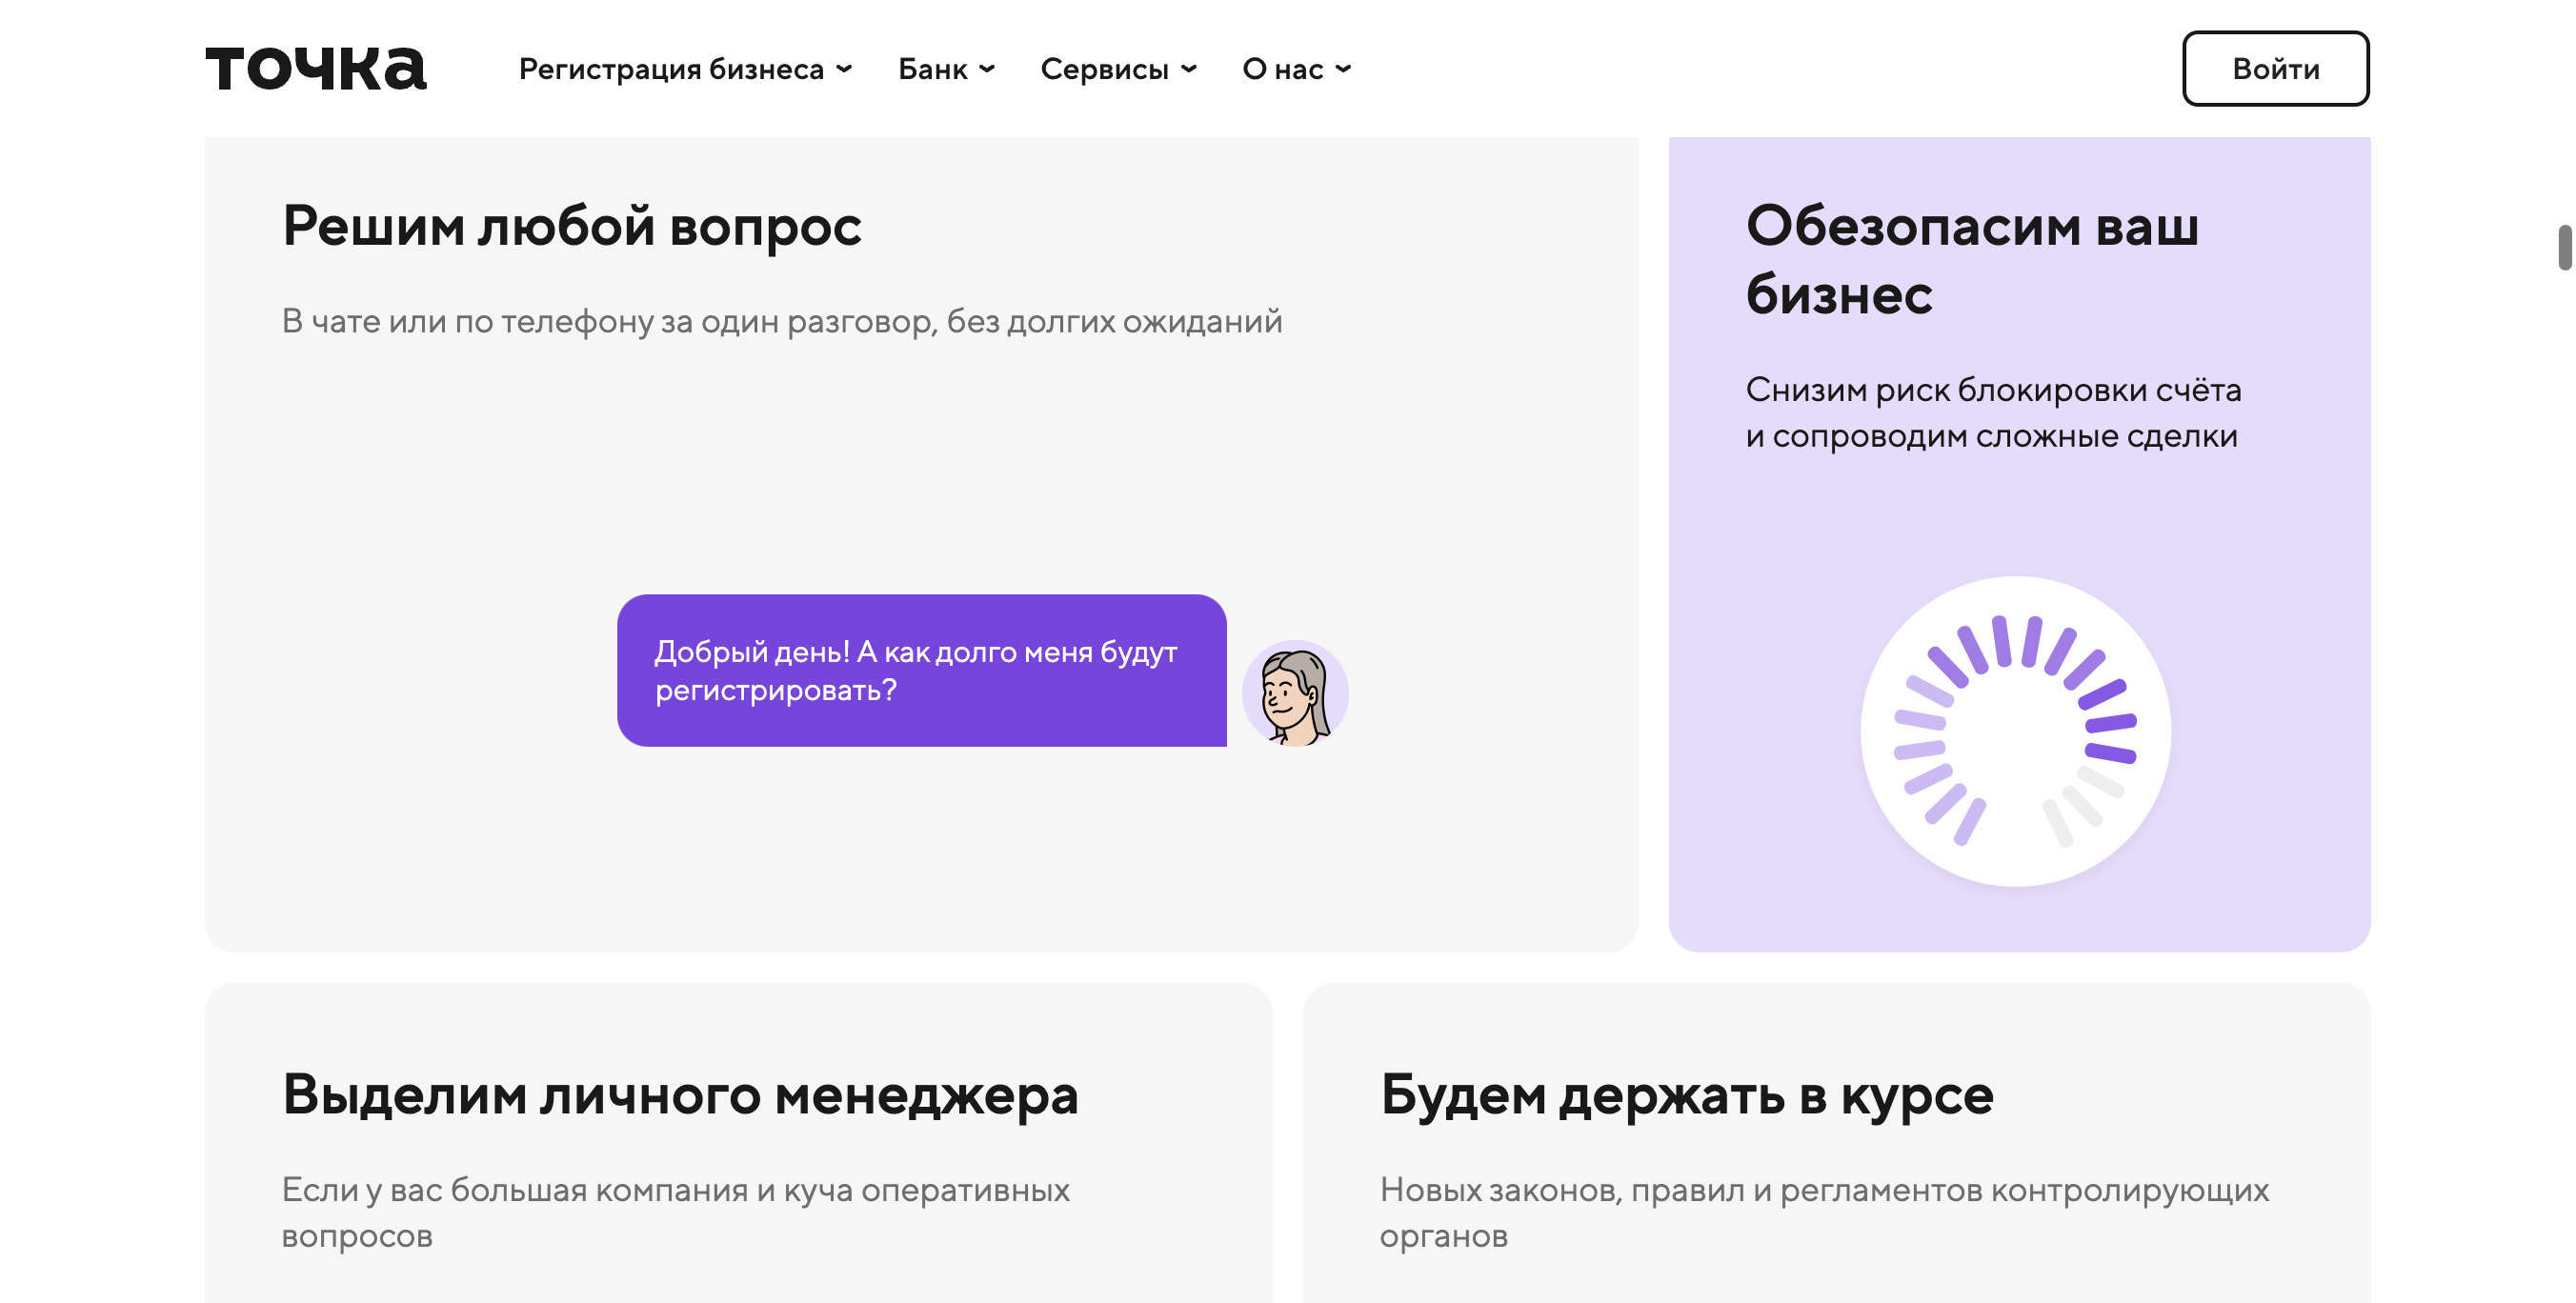 точка
Регистрация бизнеса
Банк
Сервисы
О нас
Войти
Решим любой вопрос
В чате или по телефону за один разговор, без долгих ожиданий
Добрый день! А как долго меня будут
регистрировать?
Обезопасим ваш
бизнес
Снизим риск блокировки счёта
и сопроводим сложные сделки
Выделим личного менеджера
Если у вас большая компания и куча оперативных
вопросов
Будем держать в курсе
Новых законов, правил и регламентов контролирующих
органов